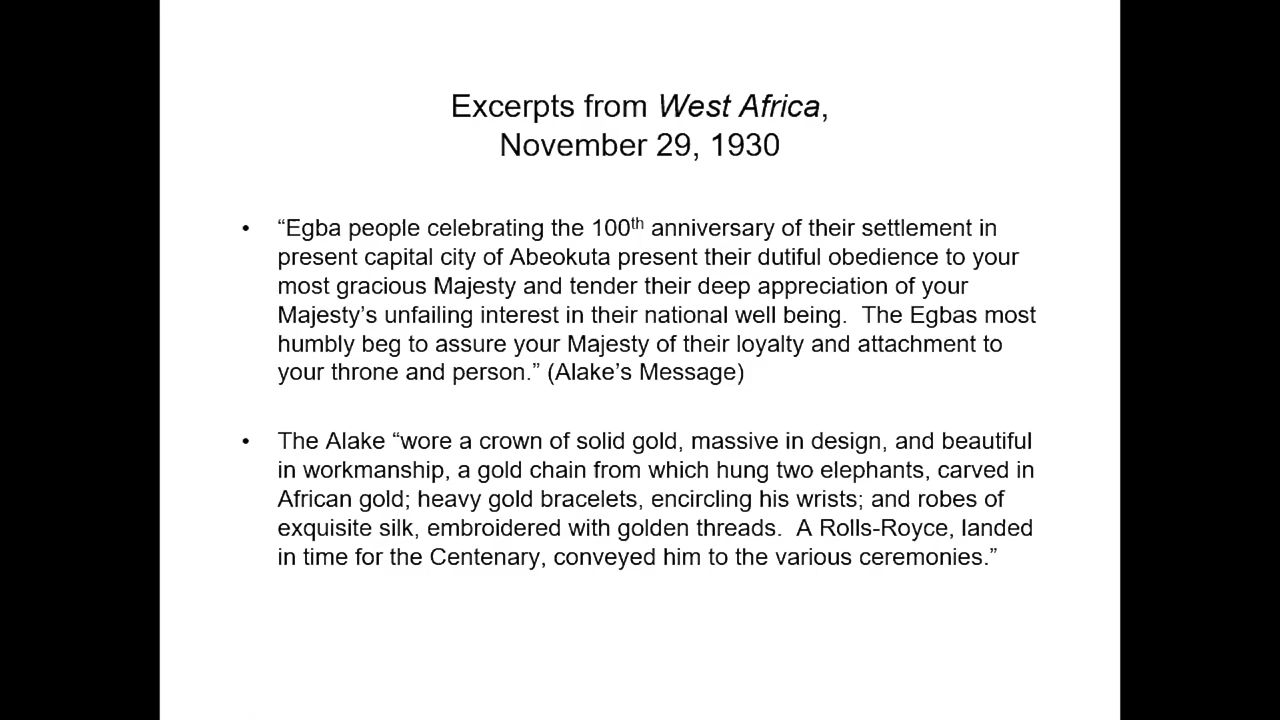 Excerpts from West Africa,
November 29, 1930
• “Egba people celebrating the 100th anniversary of their settlement in
present capital city of Abeokuta present their dutiful obedience to your
most gracious Majesty and tender their deep appreciation of your
Majesty’s unfailing interest in their national well being.  The Egbas most
humbly beg to assure your Majesty of their loyalty and attachment to
your throne and person.” (Alake’s Message)
• The Alake “wore a crown of solid gold, massive in design, and beautiful
in workmanship, a gold chain from which hung two elephants, carved in
African gold; heavy gold bracelets, encircling his wrists; and robes of
exquisite silk, embroidered with golden threads.  A Rolls-Royce, landed
in time for the Centenary, conveyed him to the various ceremonies.”